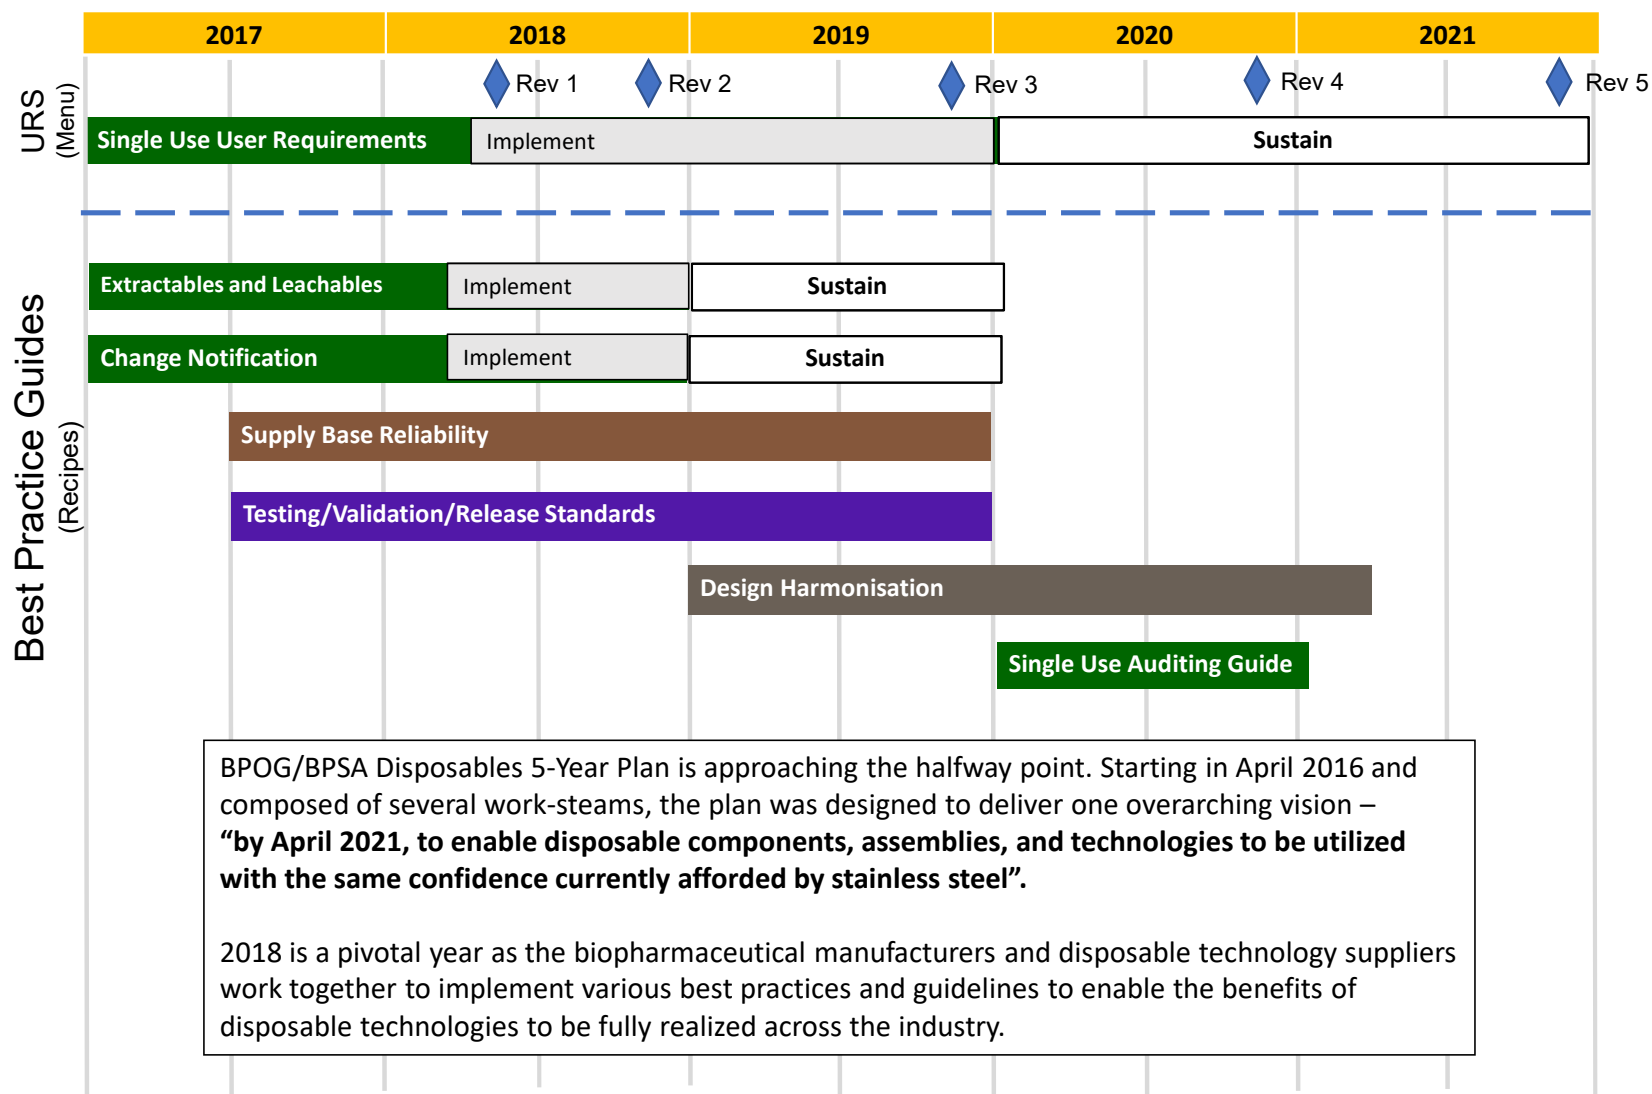 2017 2018 2019 2020 2021
Rev 1 Rev 2 Rev 3 Rev 4 Rev 5
URS
(Menu)
Single Use User Requirements Implement Sustain
Best Practice Guides
(Recipes)
Extractables and Leachables Implement Sustain
Change Notification Implement Sustain
Supply Base Reliability
Testing/Validation/Release Standards
Design Harmonisation
Single Use Auditing Guide
BPOG/BPSA Disposables 5-Year Plan is approaching the halfway point. Starting in April 2016 and
composed of several work-steams, the plan was designed to deliver one overarching vision –
“by April 2021, to enable disposable components, assemblies, and technologies to be utilized
with the same confidence currently afforded by stainless steel”.
2018 is a pivotal year as the biopharmaceutical manufacturers and disposable technology suppliers
work together to implement various best practices and guidelines to enable the benefits of
disposable technologies to be fully realized across the industry.